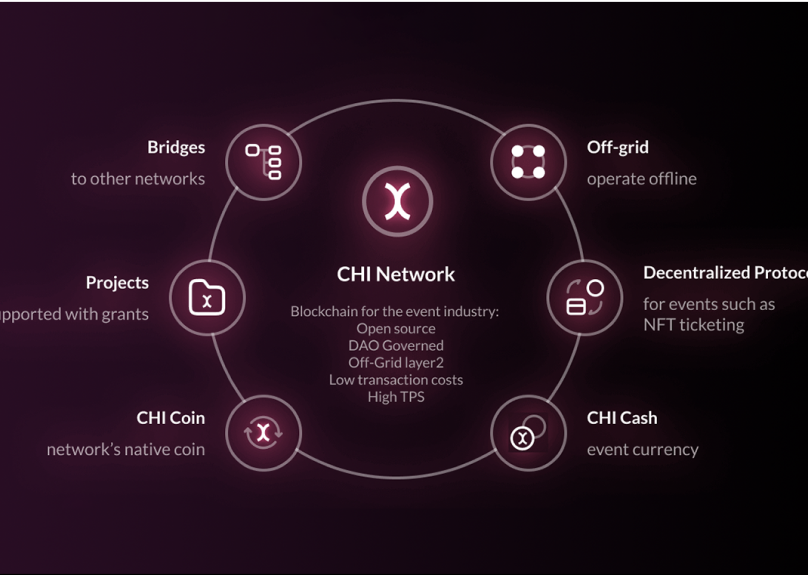 Bridges
to other networks
Off-grid
operate offline
CHI Network
Projects
pported with grants
Decentralized Protoc
for events such as
NFT ticketing
Blockchain for the event industry:
Open source
DAO Governed
Off-Grid layer2
Low transaction costs
High TPS
CHI Coin
network's native coin
CHI Cash
event currency